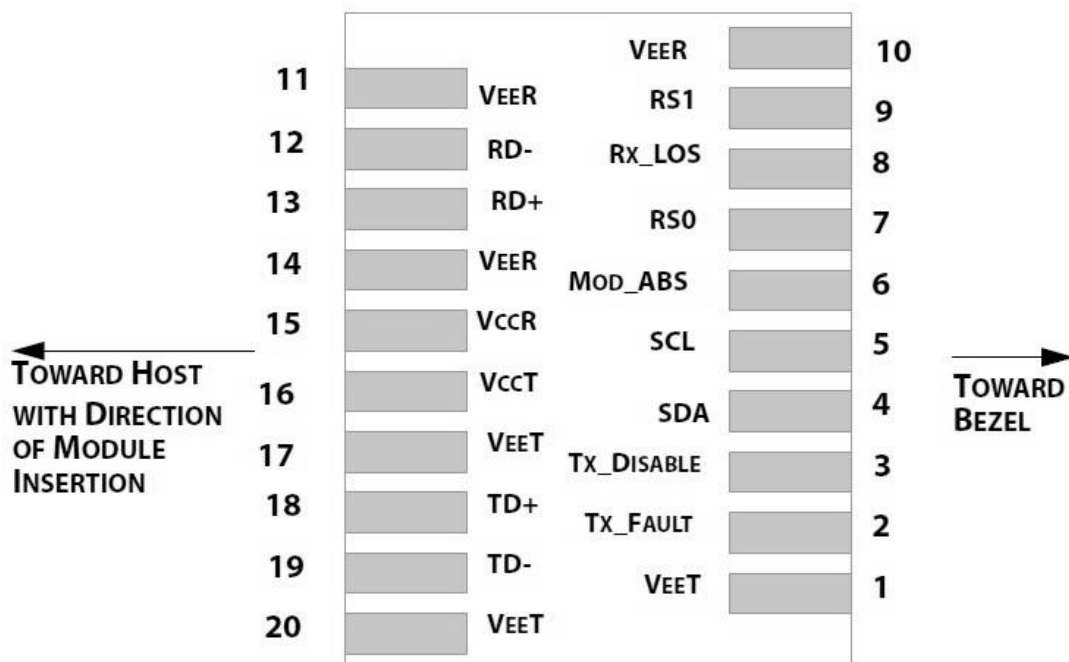 11 VEER
12 RD-
13 RD+
14 VEER
15 VCCR
16 VCCT
17 VEET
18 TD+
19 TD-
20 VEET
VEER 10
RS1 9
RX_LOS 8
RS0 7
MOD_ABS 6
SCL 5
SDA 4
TX_DISABLE 3
TX_FAULT 2
VEET 1
TOWARD HOST
WITH DIRECTION
OF MODULE
INSERTION
TOWARD
BEZEL